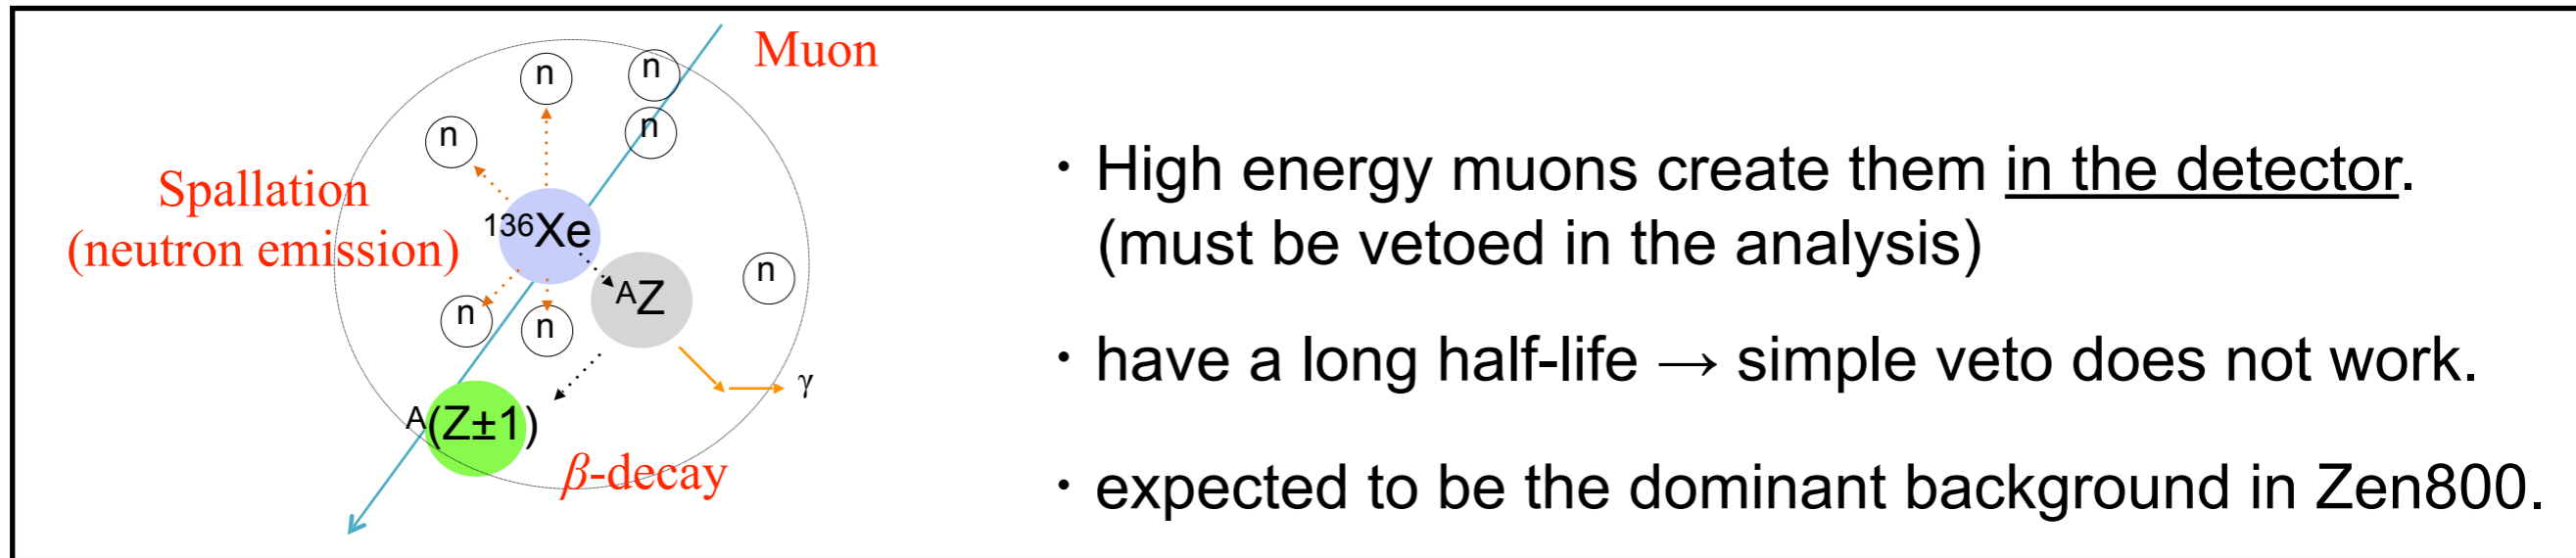 Muon
n
n
n
n
Spallation
(neutron emission)
¹³⁶Xe
n
ᴬZ
n
n
γ
ᴬ(Z±1)
β-decay
・High energy muons create them in the detector.
(must be vetoed in the analysis)
・have a long half-life → simple veto does not work.
・expected to be the dominant background in Zen800.